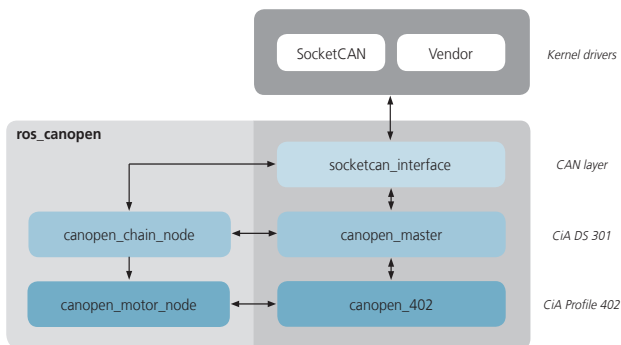 SocketCAN Vendor Kernel drivers
ros_canopen
socketcan_interface CAN layer
canopen_chain_node canopen_master CiA DS 301
canopen_motor_node canopen_402 CiA Profile 402